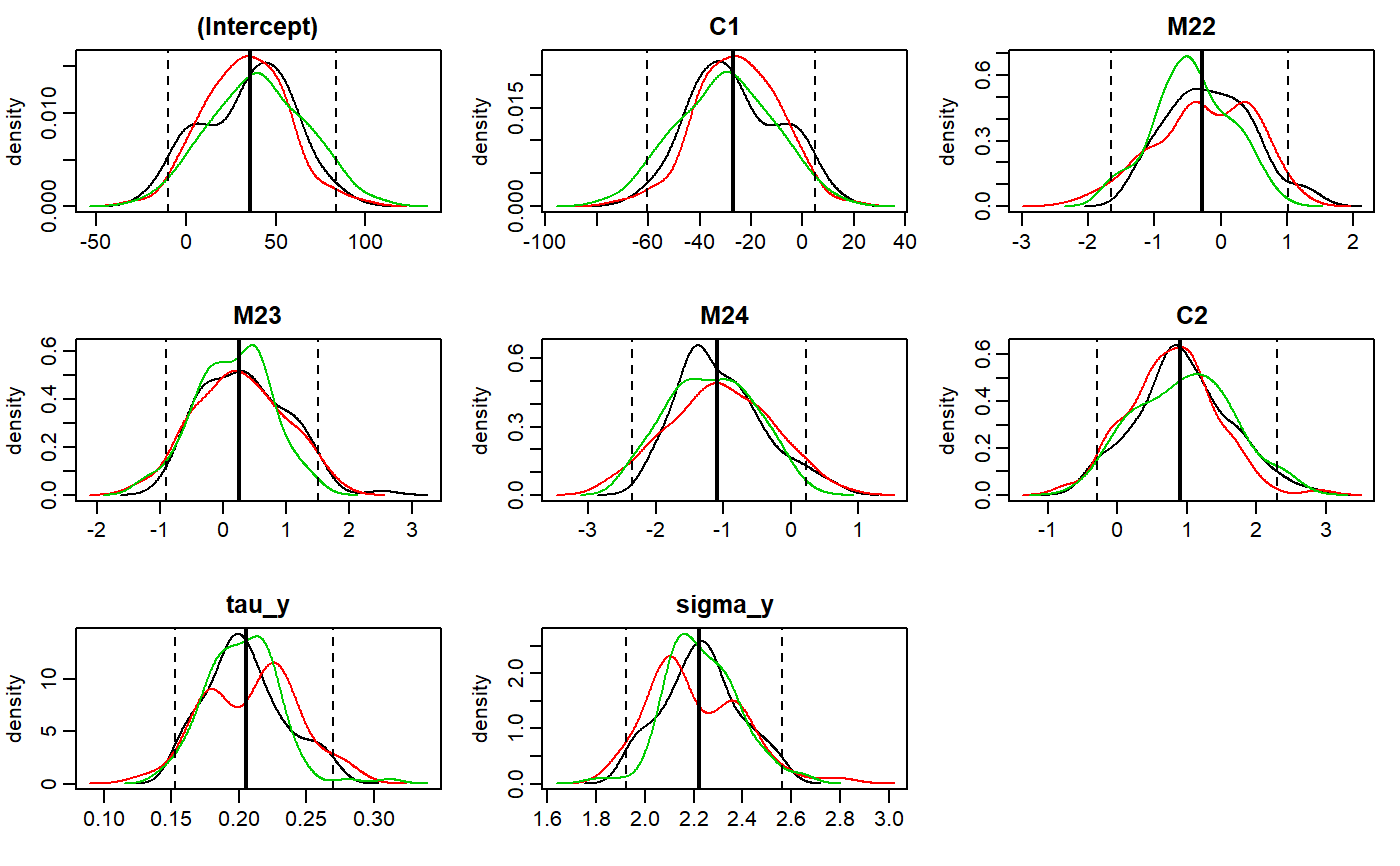 (Intercept)
density
0.000 0.010
-50 0 50 100
C1
density
0.000 0.015
-100 -60 -40 -20 0 20 40
M22
density
0.0 0.3 0.6
-3 -2 -1 0 1 2
M23
density
0.0 0.2 0.4 0.6
-2 -1 0 1 2 3
M24
density
0.0 0.3 0.6
-3 -2 -1 0 1
C2
density
0.0 0.2 0.4 0.6
-1 0 1 2 3
tau_y
density
0 5 10
0.10 0.15 0.20 0.25 0.30
sigma_y
density
0.0 1.0 2.0
1.6 1.8 2.0 2.2 2.4 2.6 2.8 3.0